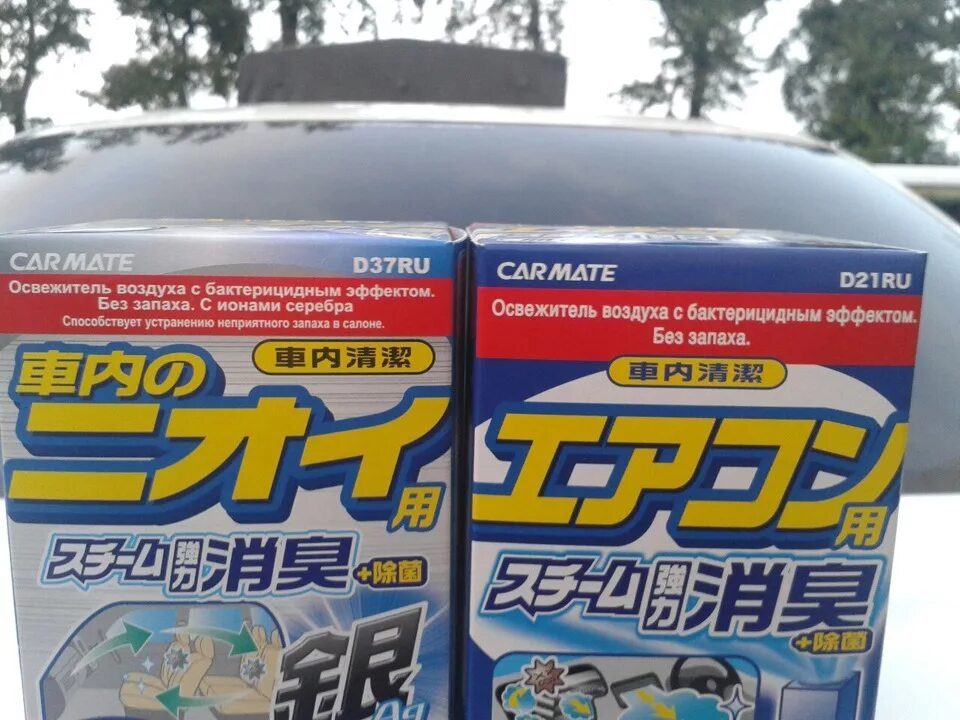 CARMATE
D37RU
Освежитель воздуха с бактерицидным эффектом.
Без запаха. С ионами серебра
Способствует устранению неприятного запаха в салоне.
車内清潔
車内の
ニオイ用
スチーム強力消臭+除菌
銀
Ag
CARMATE
D21RU
Освежитель воздуха с бактерицидным эффектом.
Без запаха.
車内清潔
エアコン用
スチーム強力消臭
+除菌